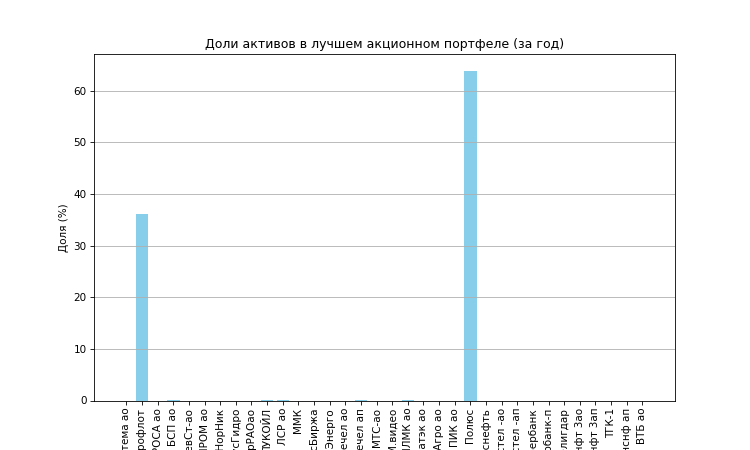 Доли активов в лучшем акционном портфеле (за год)
Доля (%)
60
50
40
30
20
10
0
тема ао
рофлот
РОСА ао
БСП ао
евСт-ао
ПРОМ ао
НорНик
сГидро
рРАОао
ЛУКОЙЛ
ЛСР ао
ММК
сБиржа
Энерго
ечел ао
ечел ап
МТС-ао
М.видео
ЛМК ао
атэк ао
Агро ао
ПИК ао
Полюс
снефть
стел -ао
стел -ап
ербанк
рбанк-п
лигдар
нфт 3ао
нфт 3ап
ТГК-1
нснф ап
ВТБ ао